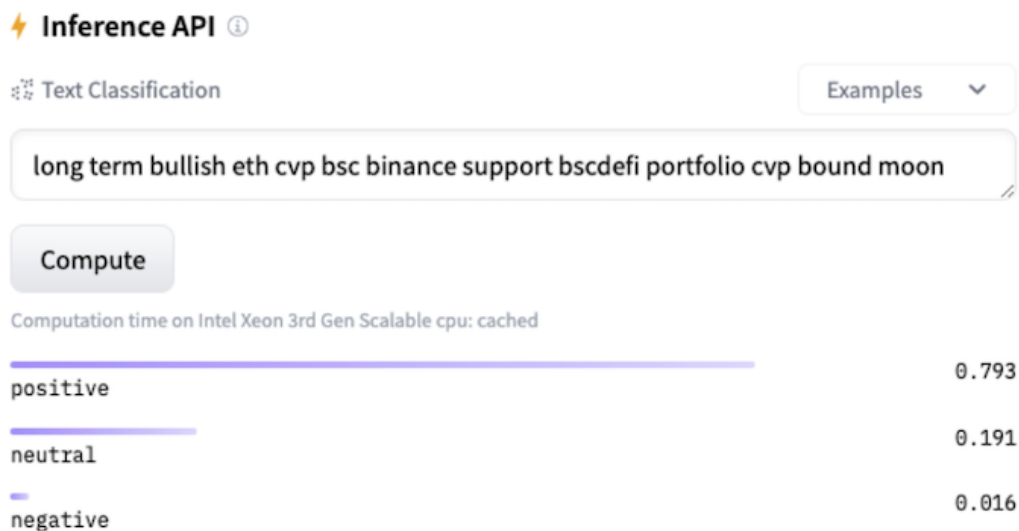 Inference API
Text Classification
Examples
long term bullish eth cvp bsc binance support bscdefi portfolio cvp bound moon
Compute
Computation time on Intel Xeon 3rd Gen Scalable cpu: cached
positive 0.793
neutral 0.191
negative 0.016